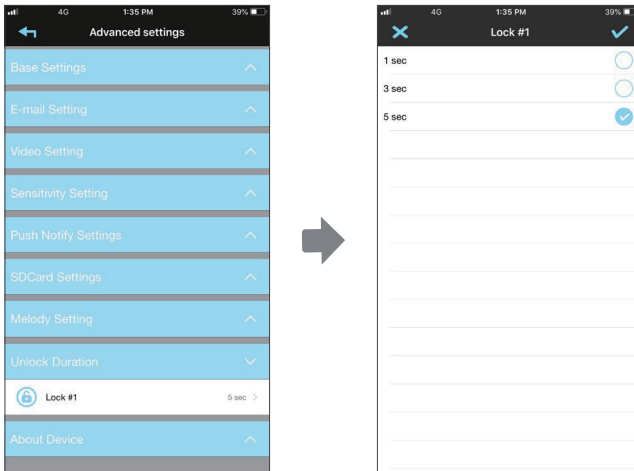 4G 1:35 PM 39%
Advanced settings
Base Settings
E-mail Setting
Video Setting
Sensitivity Setting
Push Notify Settings
SDCard Settings
Melody Setting
Unlock Duration
Lock #1 5 sec
About Device
4G 1:35 PM 39%
Lock #1
1 sec
3 sec
5 sec